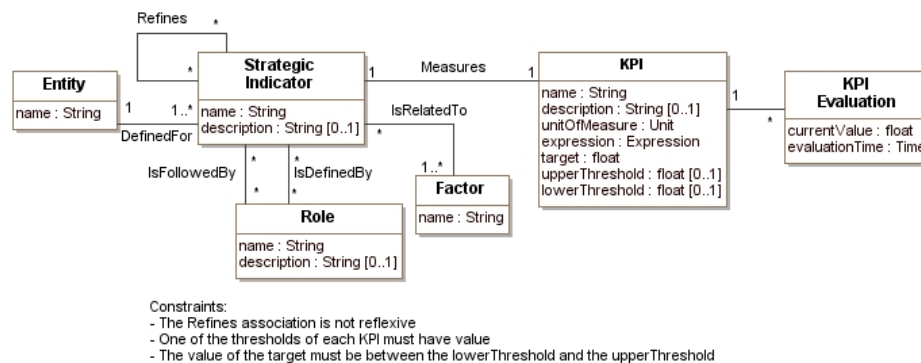 Refines
*
*
Entity
name : String
1
1..*
DefinedFor
Strategic
Indicator
name : String
description : String [0..1]
1
Measures
1
KPI
name : String
description : String [0..1]
unitOfMeasure : Unit
expression : Expression
target : float
upperThreshold : float [0..1]
lowerThreshold : float [0..1]
1
*
KPI
Evaluation
currentValue : float
evaluationTime : Time
IsRelatedTo
*
1..*
Factor
name : String
IsFollowedBy
*
*
IsDefinedBy
*
*
Role
name : String
description : String [0..1]
Constraints:
- The Refines association is not reflexive
- One of the thresholds of each KPI must have value
- The value of the target must be between the lowerThreshold and the upperThreshold